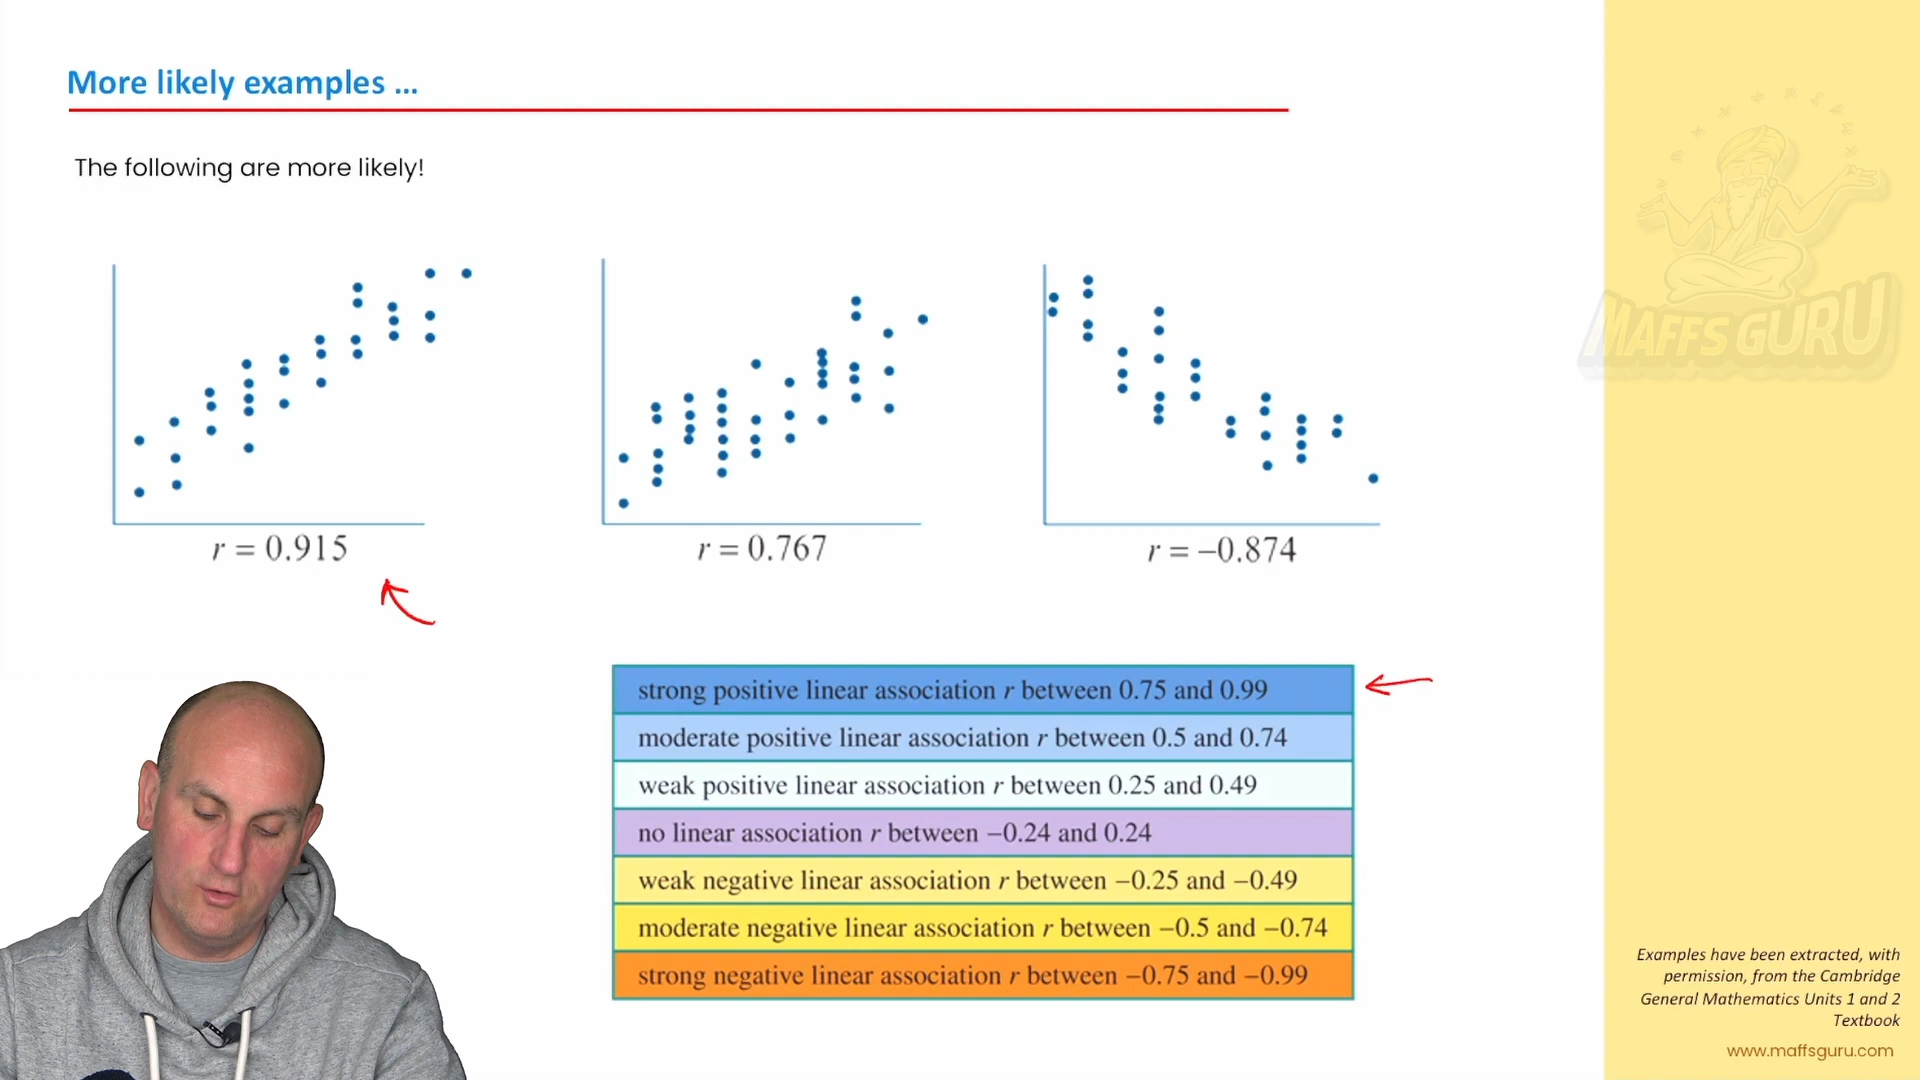 More likely examples ...
The following are more likely!
r = 0.915
r = 0.767
r = −0.874
strong positive linear association r between 0.75 and 0.99
moderate positive linear association r between 0.5 and 0.74
weak positive linear association r between 0.25 and 0.49
no linear association r between −0.24 and 0.24
weak negative linear association r between −0.25 and −0.49
moderate negative linear association r between −0.5 and −0.74
strong negative linear association r between −0.75 and −0.99
MAFFS GURU
Examples have been extracted, with
permission, from the Cambridge
General Mathematics Units 1 and 2
Textbook
www.maffsguru.com